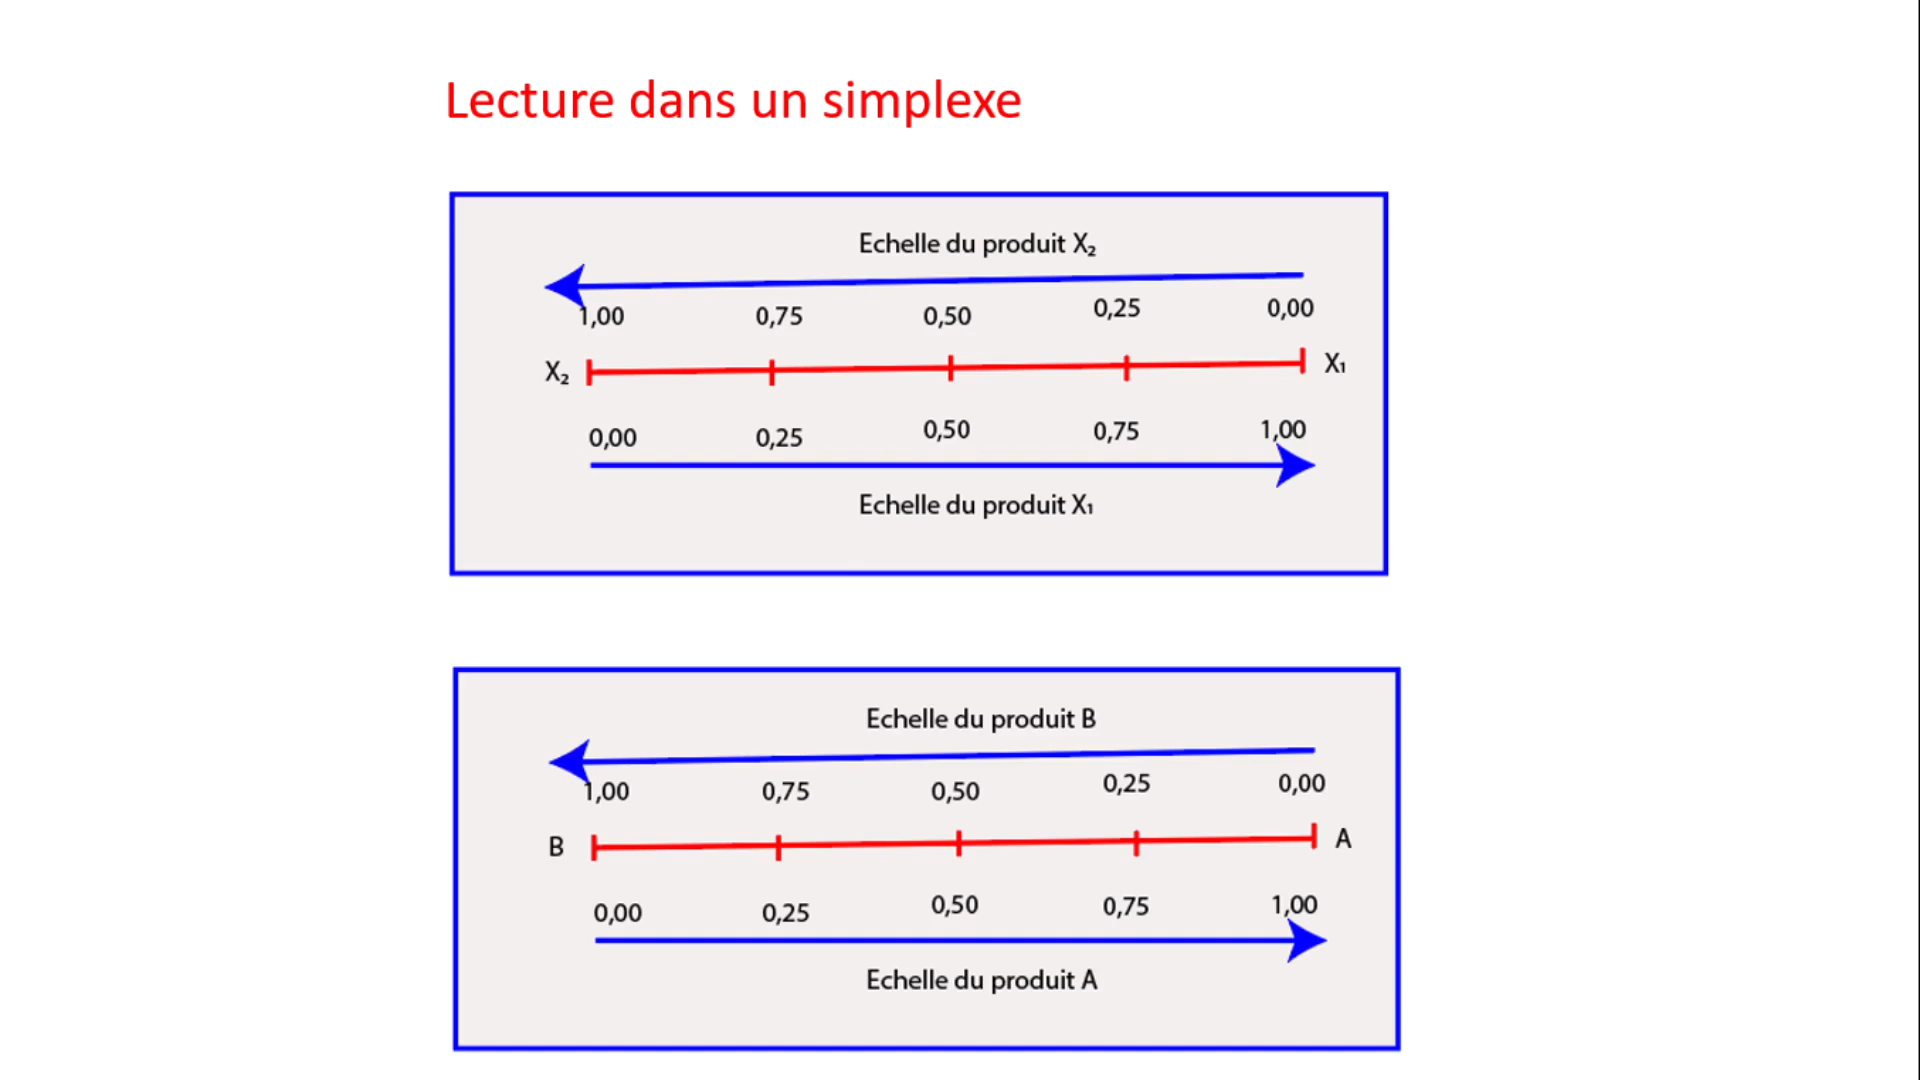 Lecture dans un simplexe
Echelle du produit X₂
1,00 0,75 0,50 0,25 0,00
X₂ X₁
0,00 0,25 0,50 0,75 1,00
Echelle du produit X₁
Echelle du produit B
1,00 0,75 0,50 0,25 0,00
B A
0,00 0,25 0,50 0,75 1,00
Echelle du produit A